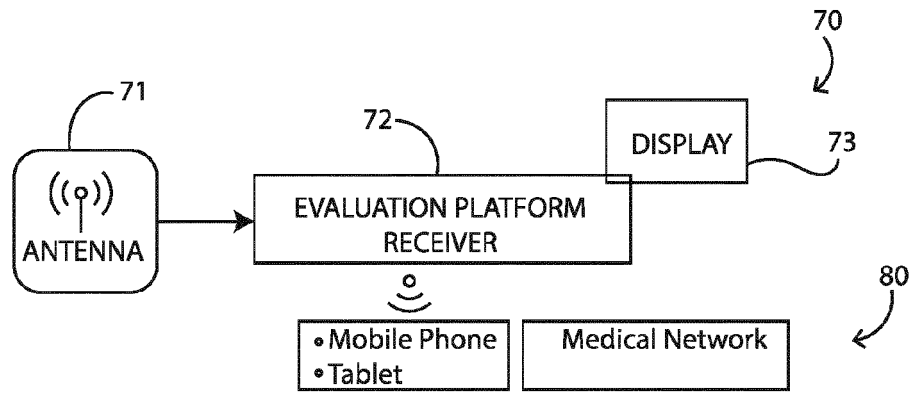 70
71
72
DISPLAY
73
ANTENNA
EVALUATION PLATFORM
RECEIVER
80
Mobile Phone
Tablet
Medical Network